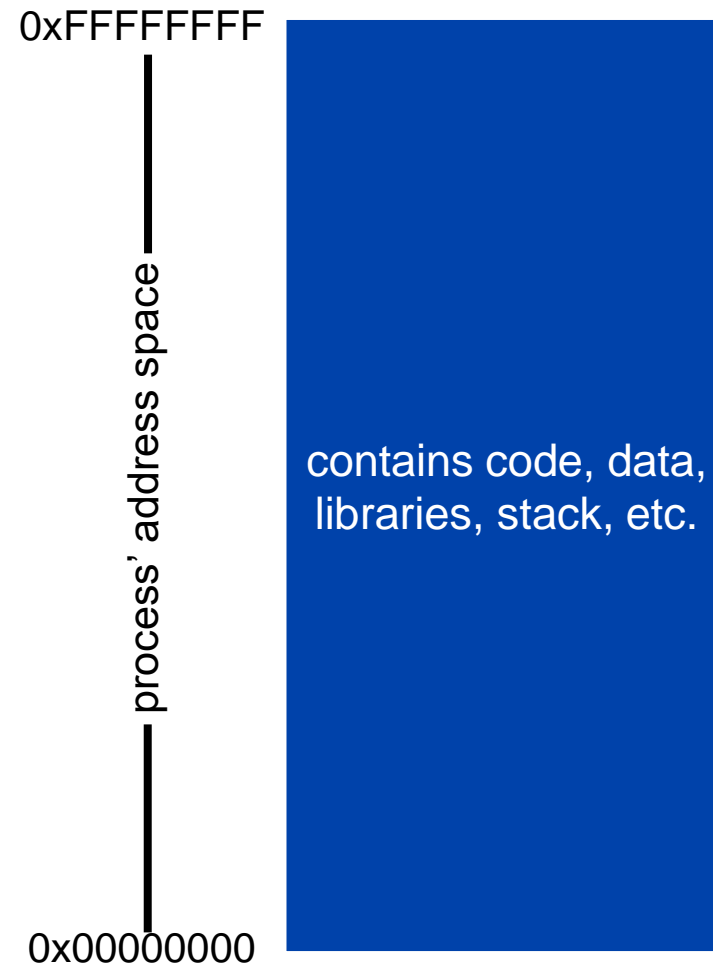 0xFFFFFFFF
process’ address space
contains code, data,
libraries, stack, etc.
0x00000000